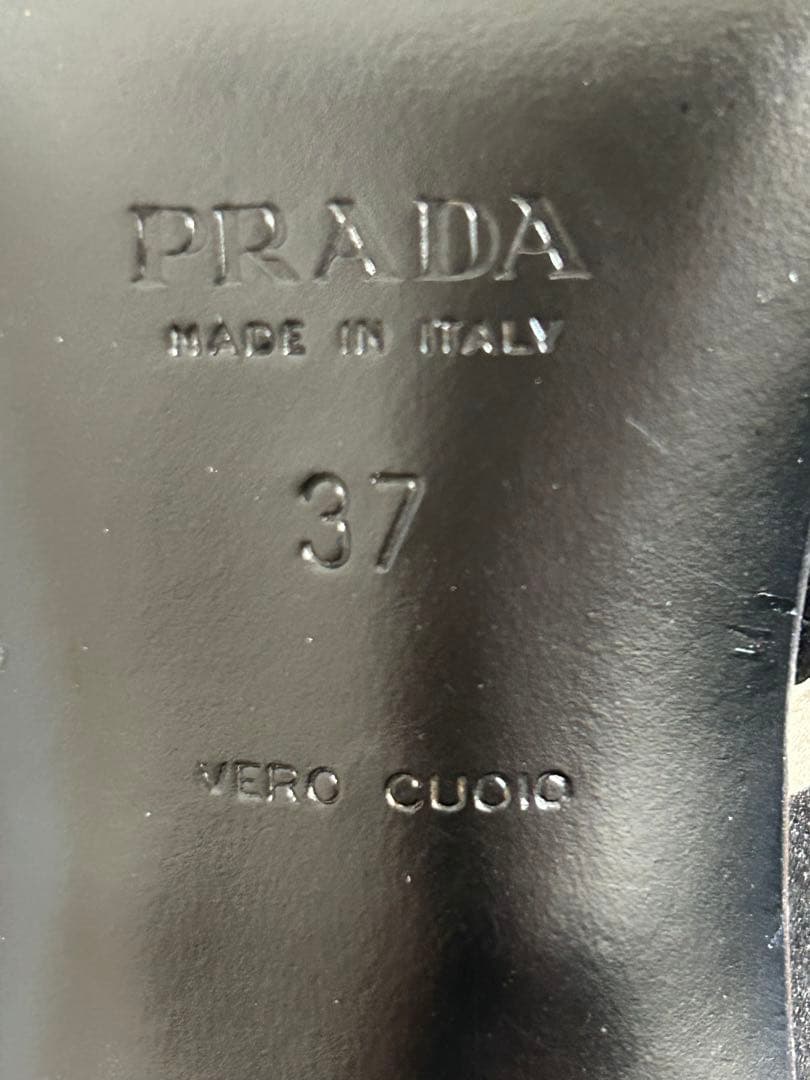 PRADA
MADE IN ITALY
37
VERO CUOIO